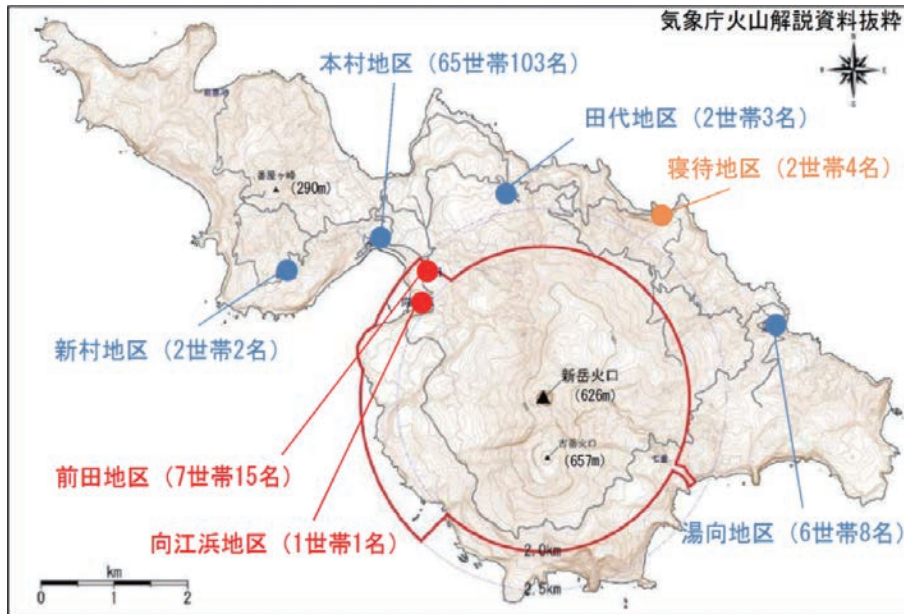 気象庁火山解説資料抜粋
N
本村地区（65世帯103名）
田代地区（2世帯3名）
寝待地区（2世帯4名）
番屋ヶ峰
（290m）
新村地区（2世帯2名）
新岳火口
（626m）
古岳火口
（657m）
前田地区（7世帯15名）
向江浜地区（1世帯1名）
湯向地区（6世帯8名）
km
0 1 2
2.0km
2.5km